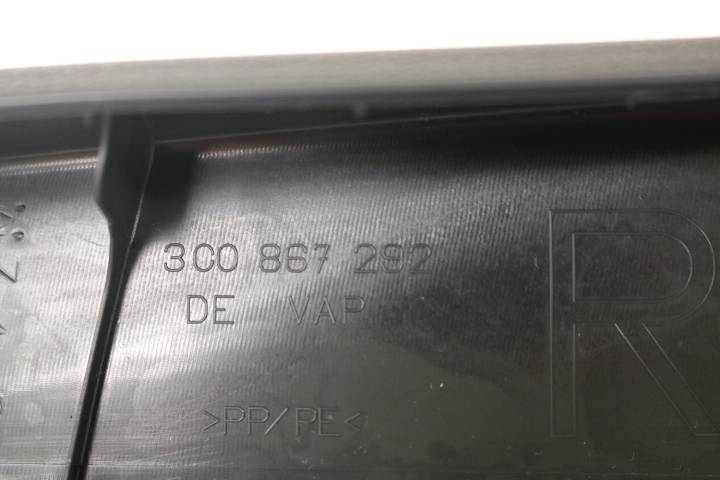 3C0 867 292
DE VAP
>PP/PE<
R